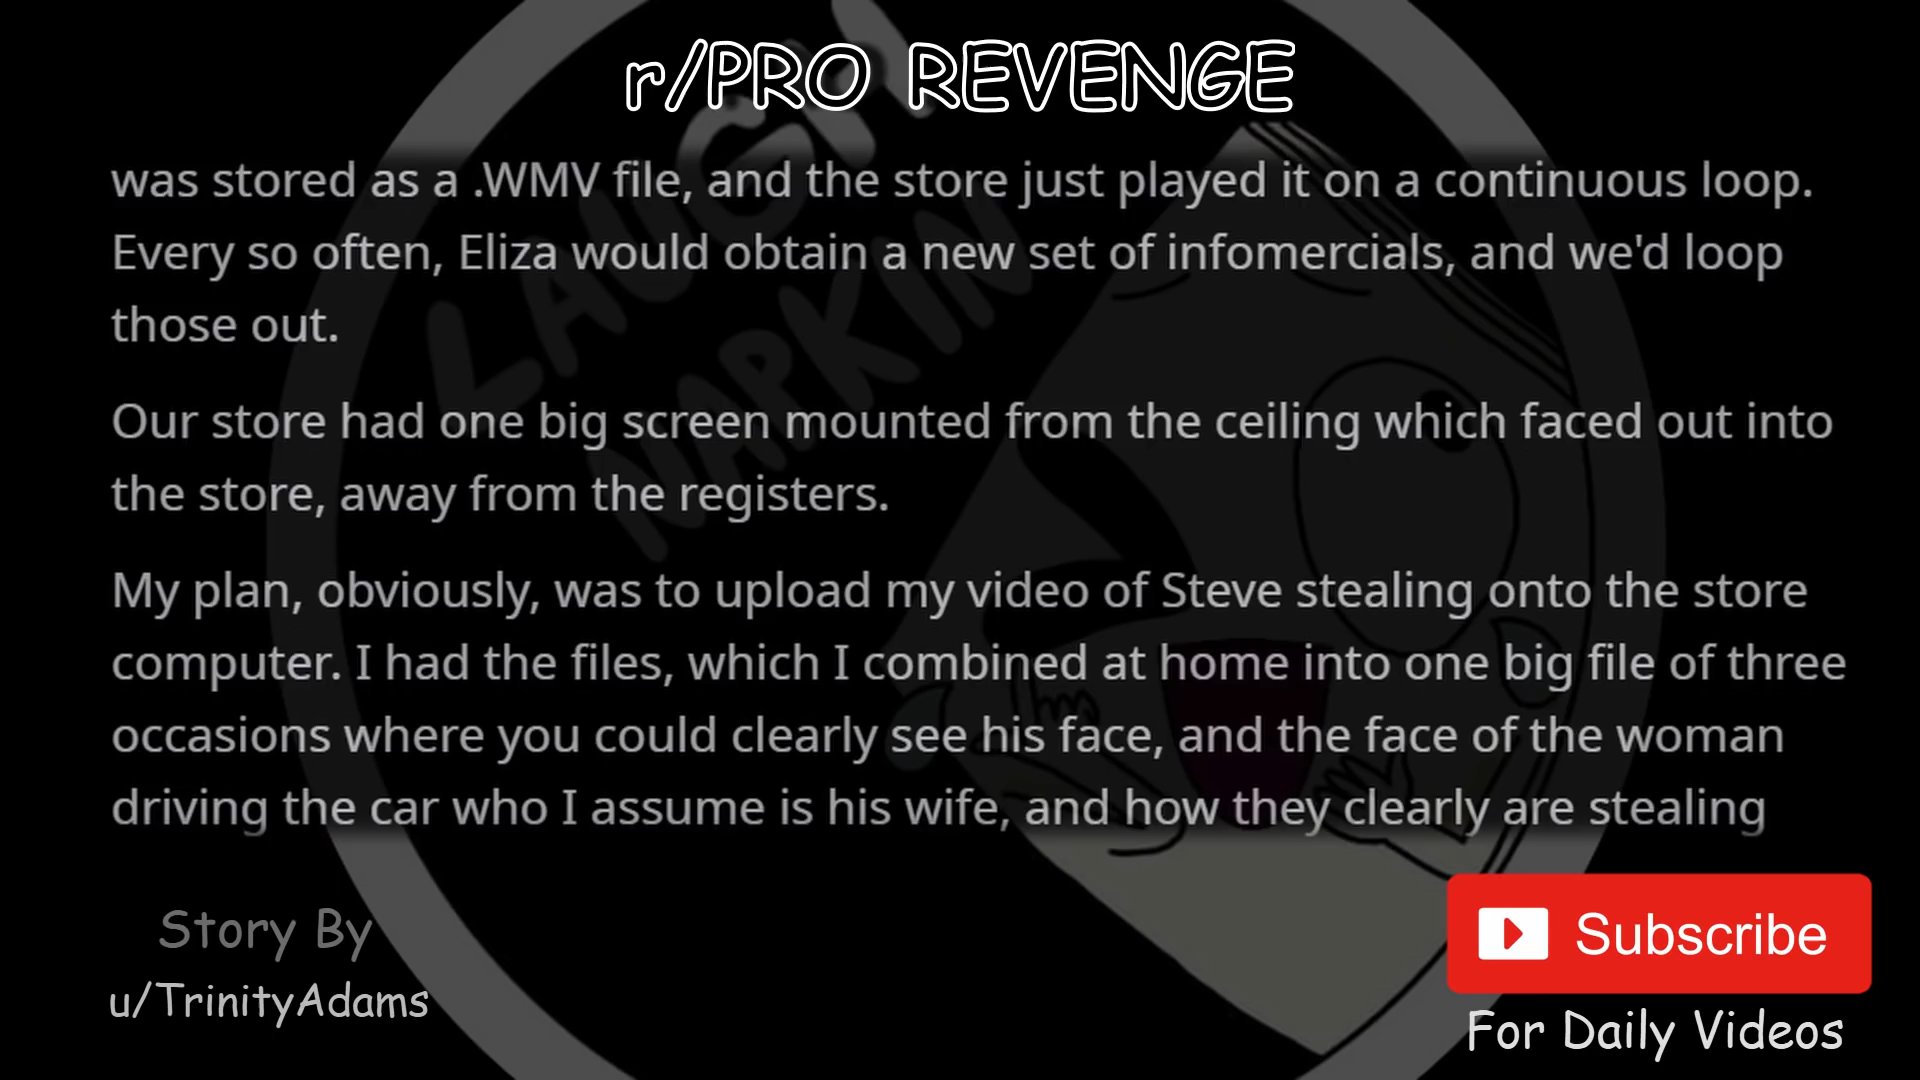 r/PRO REVENGE
was stored as a .WMV file, and the store just played it on a continuous loop.
Every so often, Eliza would obtain a new set of infomercials, and we'd loop
those out.
Our store had one big screen mounted from the ceiling which faced out into
the store, away from the registers.
My plan, obviously, was to upload my video of Steve stealing onto the store
computer. I had the files, which I combined at home into one big file of three
occasions where you could clearly see his face, and the face of the woman
driving the car who I assume is his wife, and how they clearly are stealing
LAUGH
NAPKIN
Story By
u/TrinityAdams
Subscribe
For Daily Videos